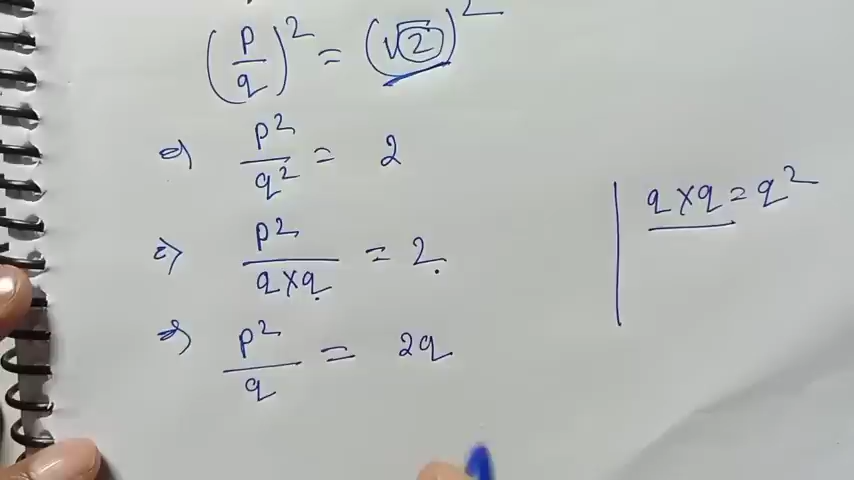 (p/q)² = (√2)²
⇒) p²/q² = 2
⇒) p²/q×q = 2
⇒) p²/q = 2q
q×q = q²